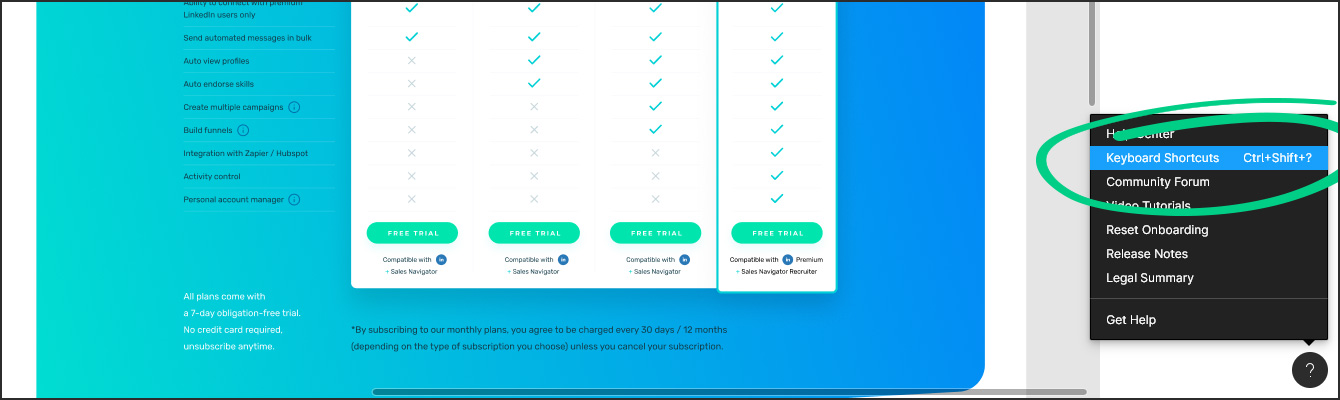 Ability to connect with premium
LinkedIn users only
Send automated messages in bulk
Auto view profiles
Auto endorse skills
Create multiple campaigns
Build funnels
Integration with Zapier / Hubspot
Activity control
Personal account manager
FREE TRIAL
FREE TRIAL
FREE TRIAL
FREE TRIAL
Compatible with in
+ Sales Navigator
Compatible with in
+ Sales Navigator
Compatible with in
+ Sales Navigator
Compatible with in Premium
+ Sales Navigator Recruiter
All plans come with
a 7-day obligation-free trial.
No credit card required,
unsubscribe anytime.
*By subscribing to our monthly plans, you agree to be charged every 30 days / 12 months
(depending on the type of subscription you choose) unless you cancel your subscription.
Help Center
Keyboard Shortcuts Ctrl+Shift+?
Community Forum
Video Tutorials
Reset Onboarding
Release Notes
Legal Summary
Get Help
?